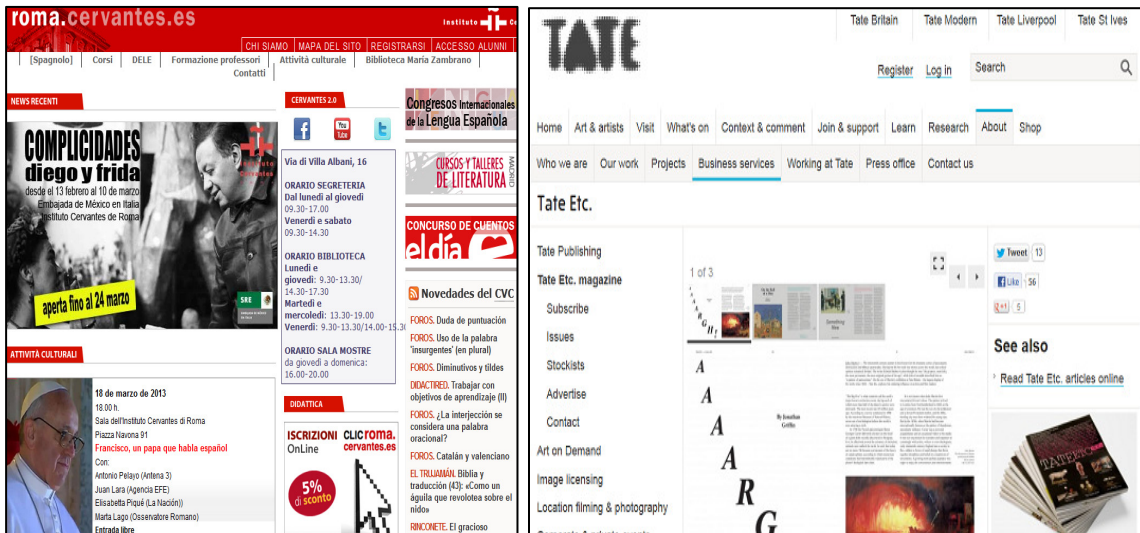 roma.cervantes.es
Instituto
CHI SIAMO MAPA DEL SITO REGISTRARSI ACCESSO ALUNNI
[Spagnolo] Corsi DELE Formazione professori Attività culturale Biblioteca María Zambrano
Contatti
NEWS RECENTI
COMPLICIDADES
diego y frida
desde el 13 febrero al 10 de marzo
Embajada de México en Italia
Instituto Cervantes de Roma
Instituto
Cervantes
aperta fino al 24 marzo
SRE
ATTIVITÀ CULTURALI
18 de marzo de 2013
18.00 h.
Sala dell'Instituto Cervantes di Roma
Piazza Navona 91
Francisco, un papa que habla español
Con:
Antonio Pelayo (Antena 3)
Juan Lara (Agencia EFE)
Elisabetta Piqué (La Nación))
Marta Lago (Osservatore Romano)
Entrada libre
CERVANTES 2.0
f
You
Tube
t
Via di Villa Albani, 16
ORARIO SEGRETERIA
Dal lunedì al giovedì
09.30-17.00
Venerdì e sabato
09.30-14.30
ORARIO BIBLIOTECA
Lunedì e
giovedì: 9.30-13.30/
14.30-17.30
Martedì e
mercoledì: 13.30-19.00
Venerdì: 9.30-13.30/14.00-15.30
ORARIO SALA MOSTRE
da giovedì a domenica:
16.00-20.00
DIDATTICA
ISCRIZIONI
OnLine
CLICroma.
cervantes.es
5%
di sconto
Congresos Internacionales
de la Lengua Española
CURSOS Y TALLERES
DE LITERATURA
MADRID
CONCURSO DE CUENTOS
eldía e
Novedades del CVC
FOROS. Duda de puntuación
FOROS. Uso de la palabra
'insurgentes' (en plural)
FOROS. Diminutivos y tildes
DIDACTIRED. Trabajar con
objetivos de aprendizaje (II)
FOROS. ¿La interjección se
considera una palabra
oracional?
FOROS. Catalán y valenciano
EL TRUJAMÁN. Biblia y
traducción (43): «Como un
águila que revolotea sobre el
nido»
RINCONETE. El gracioso
TATE
Tate Britain Tate Modern Tate Liverpool Tate St Ives
Register Log in Search
Home Art & artists Visit What's on Context & comment Join & support Learn Research About Shop
Who we are Our work Projects Business services Working at Tate Press office Contact us
Tate Etc.
Tate Publishing
Tate Etc. magazine
Subscribe
Issues
Stockists
Advertise
Contact
Art on Demand
Image licensing
Location filming & photography
Corporate & private events
1 of 3
A
A
A
A
R
G
By Jonathan
Griffin
Tweet 13
Like 56
+1 5
See also
Read Tate Etc. articles online